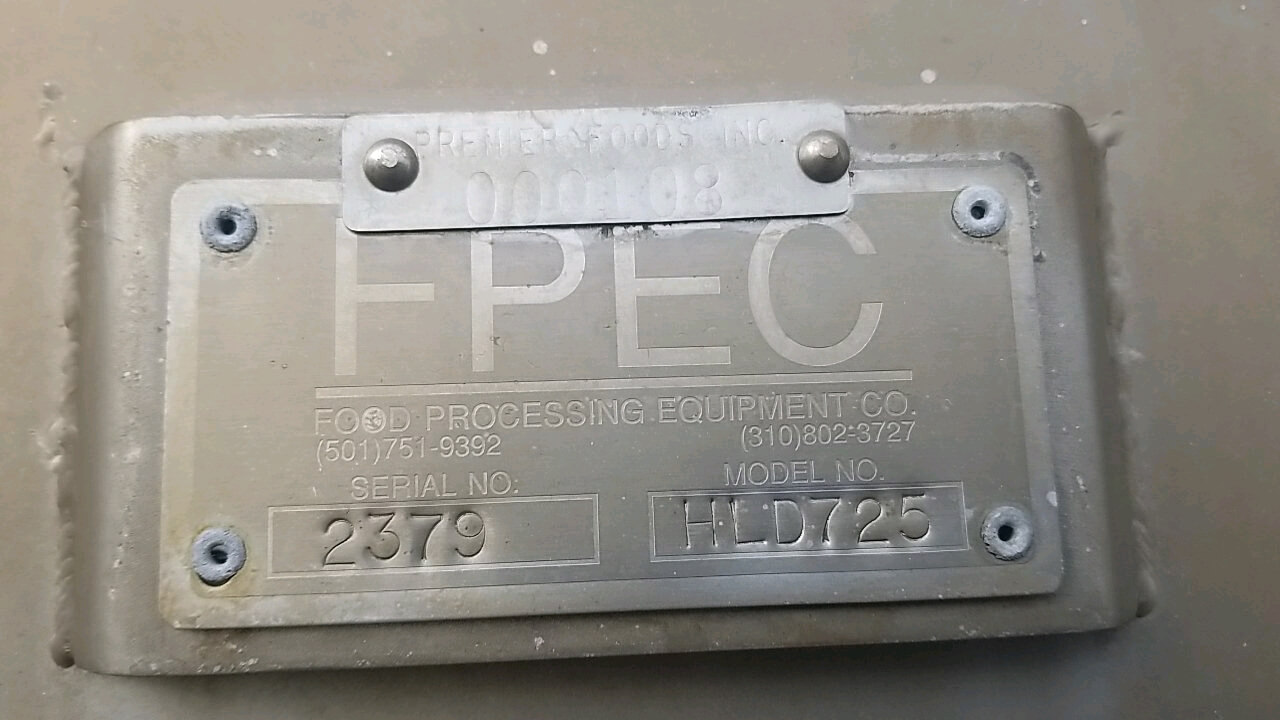 PREMIER FOODS INC.
000108
FPEC
FOOD PROCESSING EQUIPMENT CO.
(501)751-9392 (310)802-3727
SERIAL NO. MODEL NO.
2379 HLD725